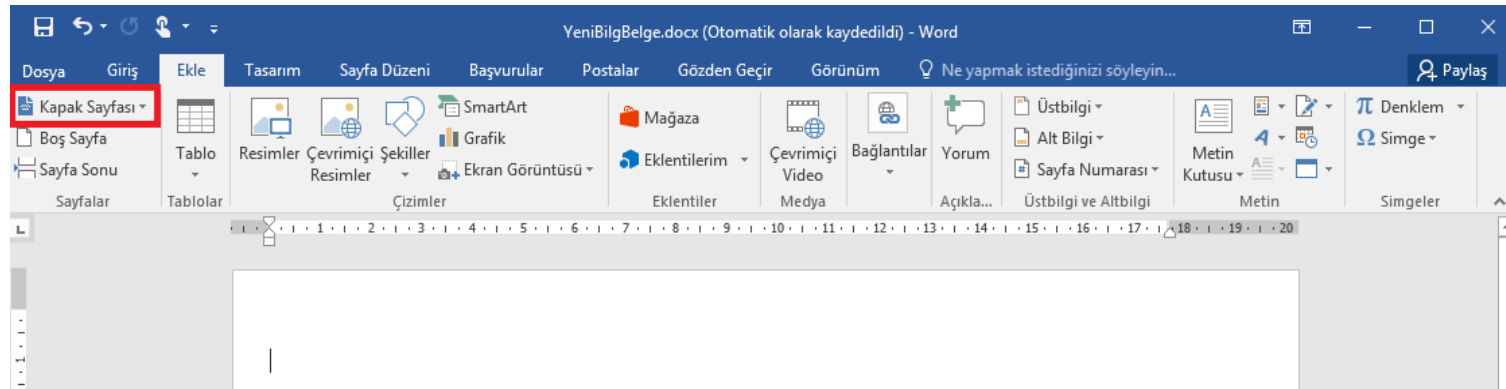 YeniBilgBelge.docx (Otomatik olarak kaydedildi) - Word
Dosya Giriş Ekle Tasarım Sayfa Düzeni Başvurular Postalar Gözden Geçir Görünüm Ne yapmak istediğinizi söyleyin... Paylaş
Kapak Sayfası
Boş Sayfa
Sayfa Sonu
Sayfalar
Tablo
Tablolar
Resimler
Çevrimiçi
Resimler
Şekiller
SmartArt
Grafik
Ekran Görüntüsü
Çizimler
Mağaza
Eklentilerim
Eklentiler
Çevrimiçi
Video
Medya
Bağlantılar
Yorum
Açıkla...
Üstbilgi
Alt Bilgi
Sayfa Numarası
Üstbilgi ve Altbilgi
Metin
Kutusu
Metin
π Denklem
Ω Simge
Simgeler
1 2 3 4 5 6 7 8 9 10 11 12 13 14 15 16 17 18 19 20
1